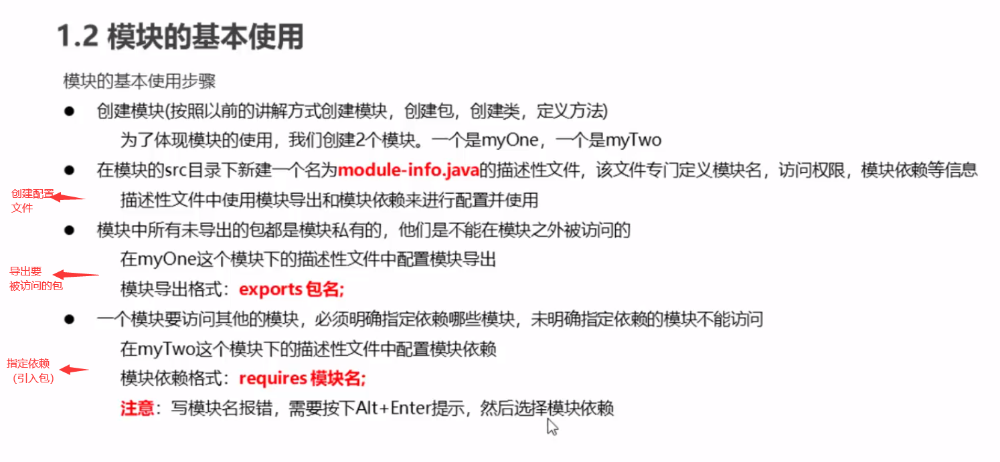 1.2 模块的基本使用
模块的基本使用步骤
● 创建模块(按照以前的讲解方式创建模块，创建包，创建类，定义方法)
为了体现模块的使用，我们创建2个模块。一个是myOne，一个是myTwo
● 在模块的src目录下新建一个名为module-info.java的描述性文件，该文件专门定义模块名，访问权限，模块依赖等信息
创建配置
文件
描述性文件中使用模块导出和模块依赖来进行配置并使用
● 模块中所有未导出的包都是模块私有的，他们是不能在模块之外被访问的
在myOne这个模块下的描述性文件中配置模块导出
导出要
被访问的包
模块导出格式：exports 包名;
● 一个模块要访问其他的模块，必须明确指定依赖哪些模块，未明确指定依赖的模块不能访问
在myTwo这个模块下的描述性文件中配置模块依赖
指定依赖
（引入包）
模块依赖格式：requires 模块名;
注意：写模块名报错，需要按下Alt+Enter提示，然后选择模块依赖